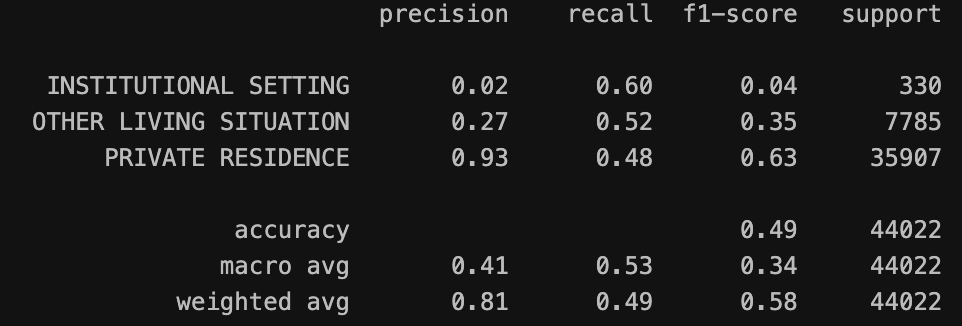 precision recall f1-score support
INSTITUTIONAL SETTING 0.02 0.60 0.04 330
OTHER LIVING SITUATION 0.27 0.52 0.35 7785
PRIVATE RESIDENCE 0.93 0.48 0.63 35907
accuracy 0.49 44022
macro avg 0.41 0.53 0.34 44022
weighted avg 0.81 0.49 0.58 44022